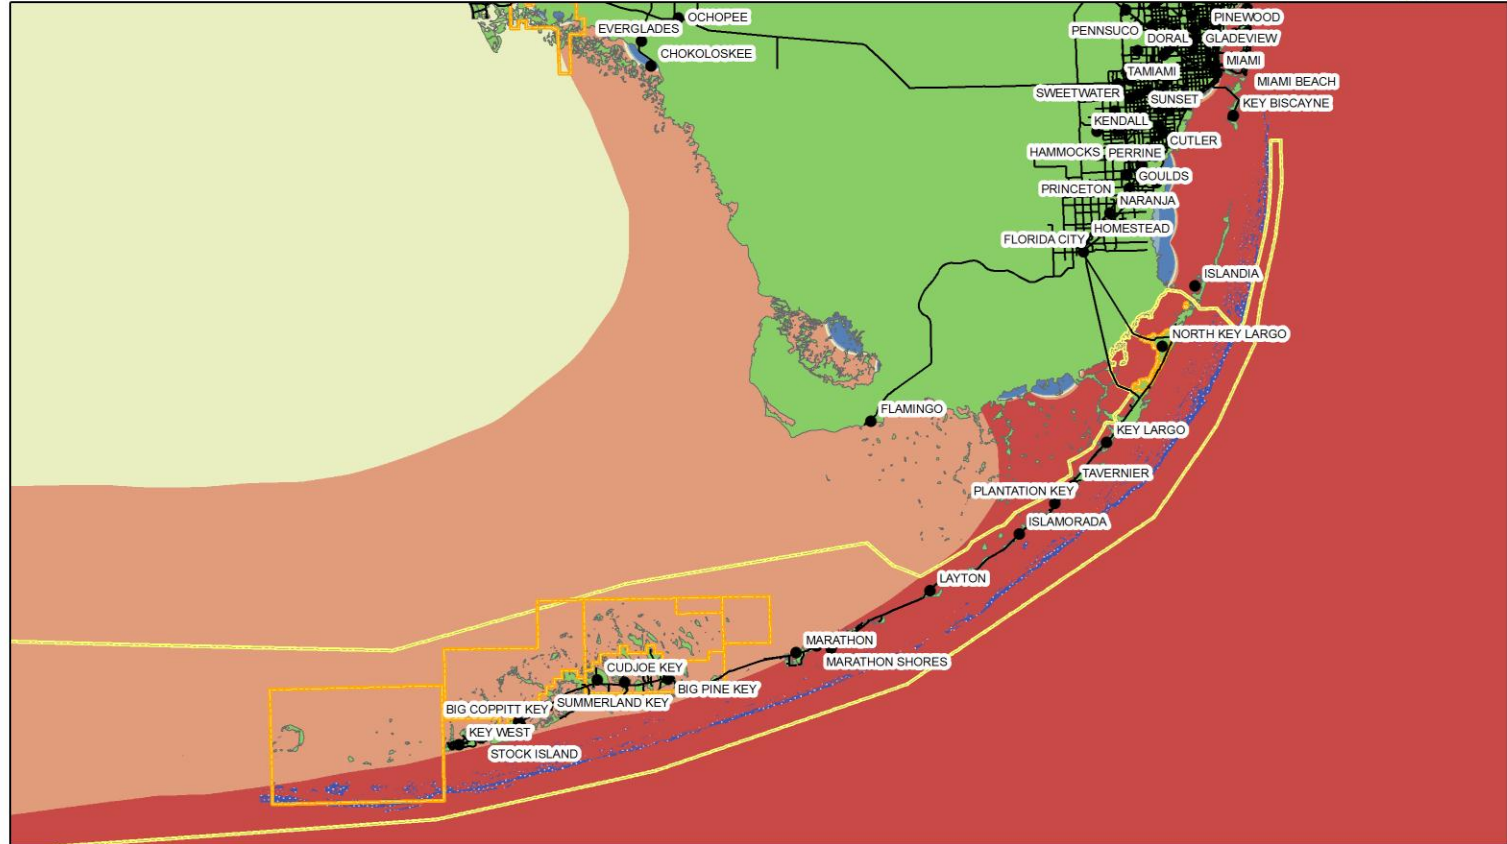 OCHOPEE
PINEWOOD
EVERGLADES
PENNSUCO
DORAL
GLADEVIEW
CHOKOLOSKEE
MIAMI
TAMIAMI
MIAMI BEACH
SWEETWATER
SUNSET
KEY BISCAYNE
KENDALL
CUTLER
HAMMOCKS
PERRINE
GOULDS
PRINCETON
NARANJA
HOMESTEAD
FLORIDA CITY
ISLANDIA
NORTH KEY LARGO
FLAMINGO
KEY LARGO
TAVERNIER
PLANTATION KEY
ISLAMORADA
LAYTON
MARATHON
MARATHON SHORES
CUDJOE KEY
BIG PINE KEY
SUMMERLAND KEY
BIG COPPITT KEY
KEY WEST
STOCK ISLAND